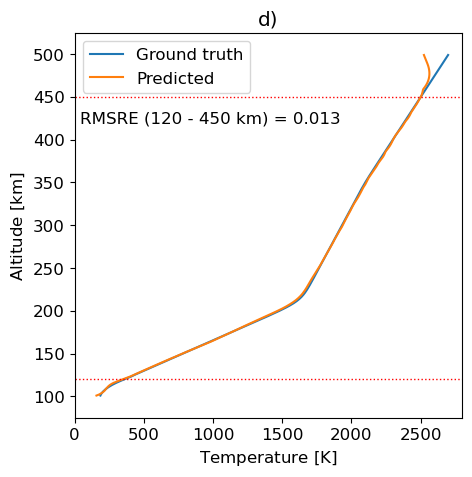 d)
Ground truth
Predicted
RMSRE (120 - 450 km) = 0.013
500
450
400
350
300
250
200
150
100
Altitude [km]
0 500 1000 1500 2000 2500
Temperature [K]